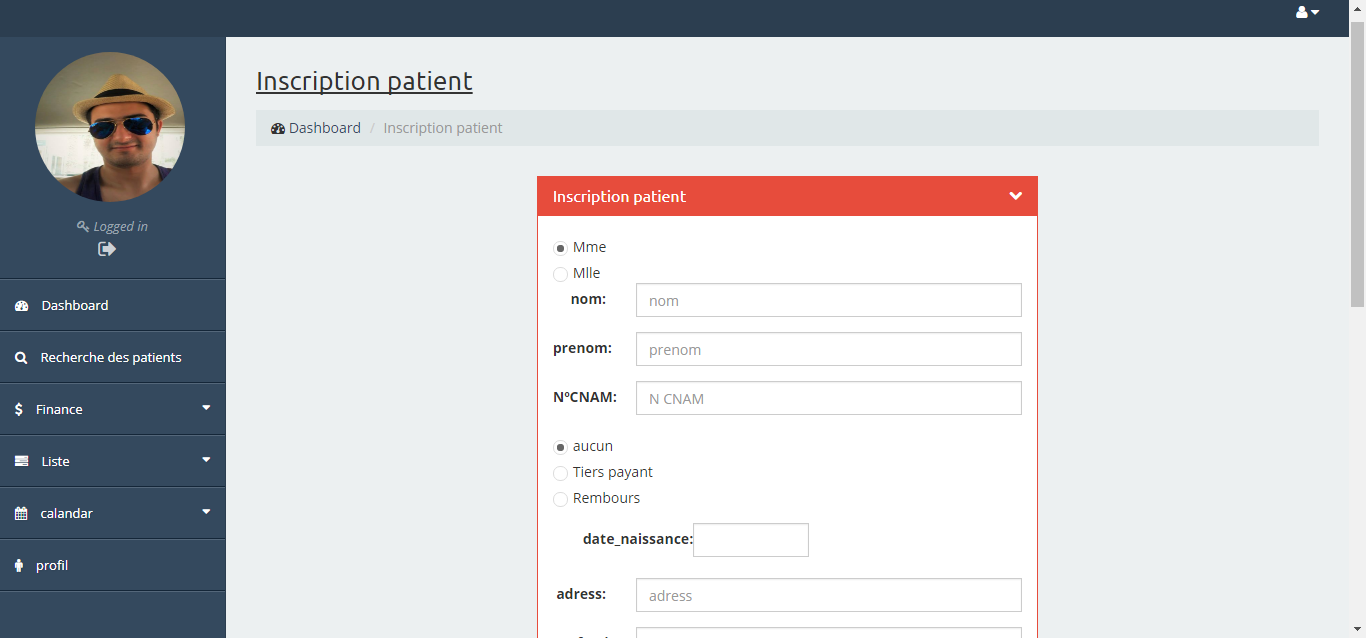 Inscription patient
Dashboard / Inscription patient
Logged in
Dashboard
Recherche des patients
Finance
Liste
calandar
profil
Inscription patient
Mme
Mlle
nom: nom
prenom: prenom
N°CNAM: N CNAM
aucun
Tiers payant
Rembours
date_naissance:
adress: adress